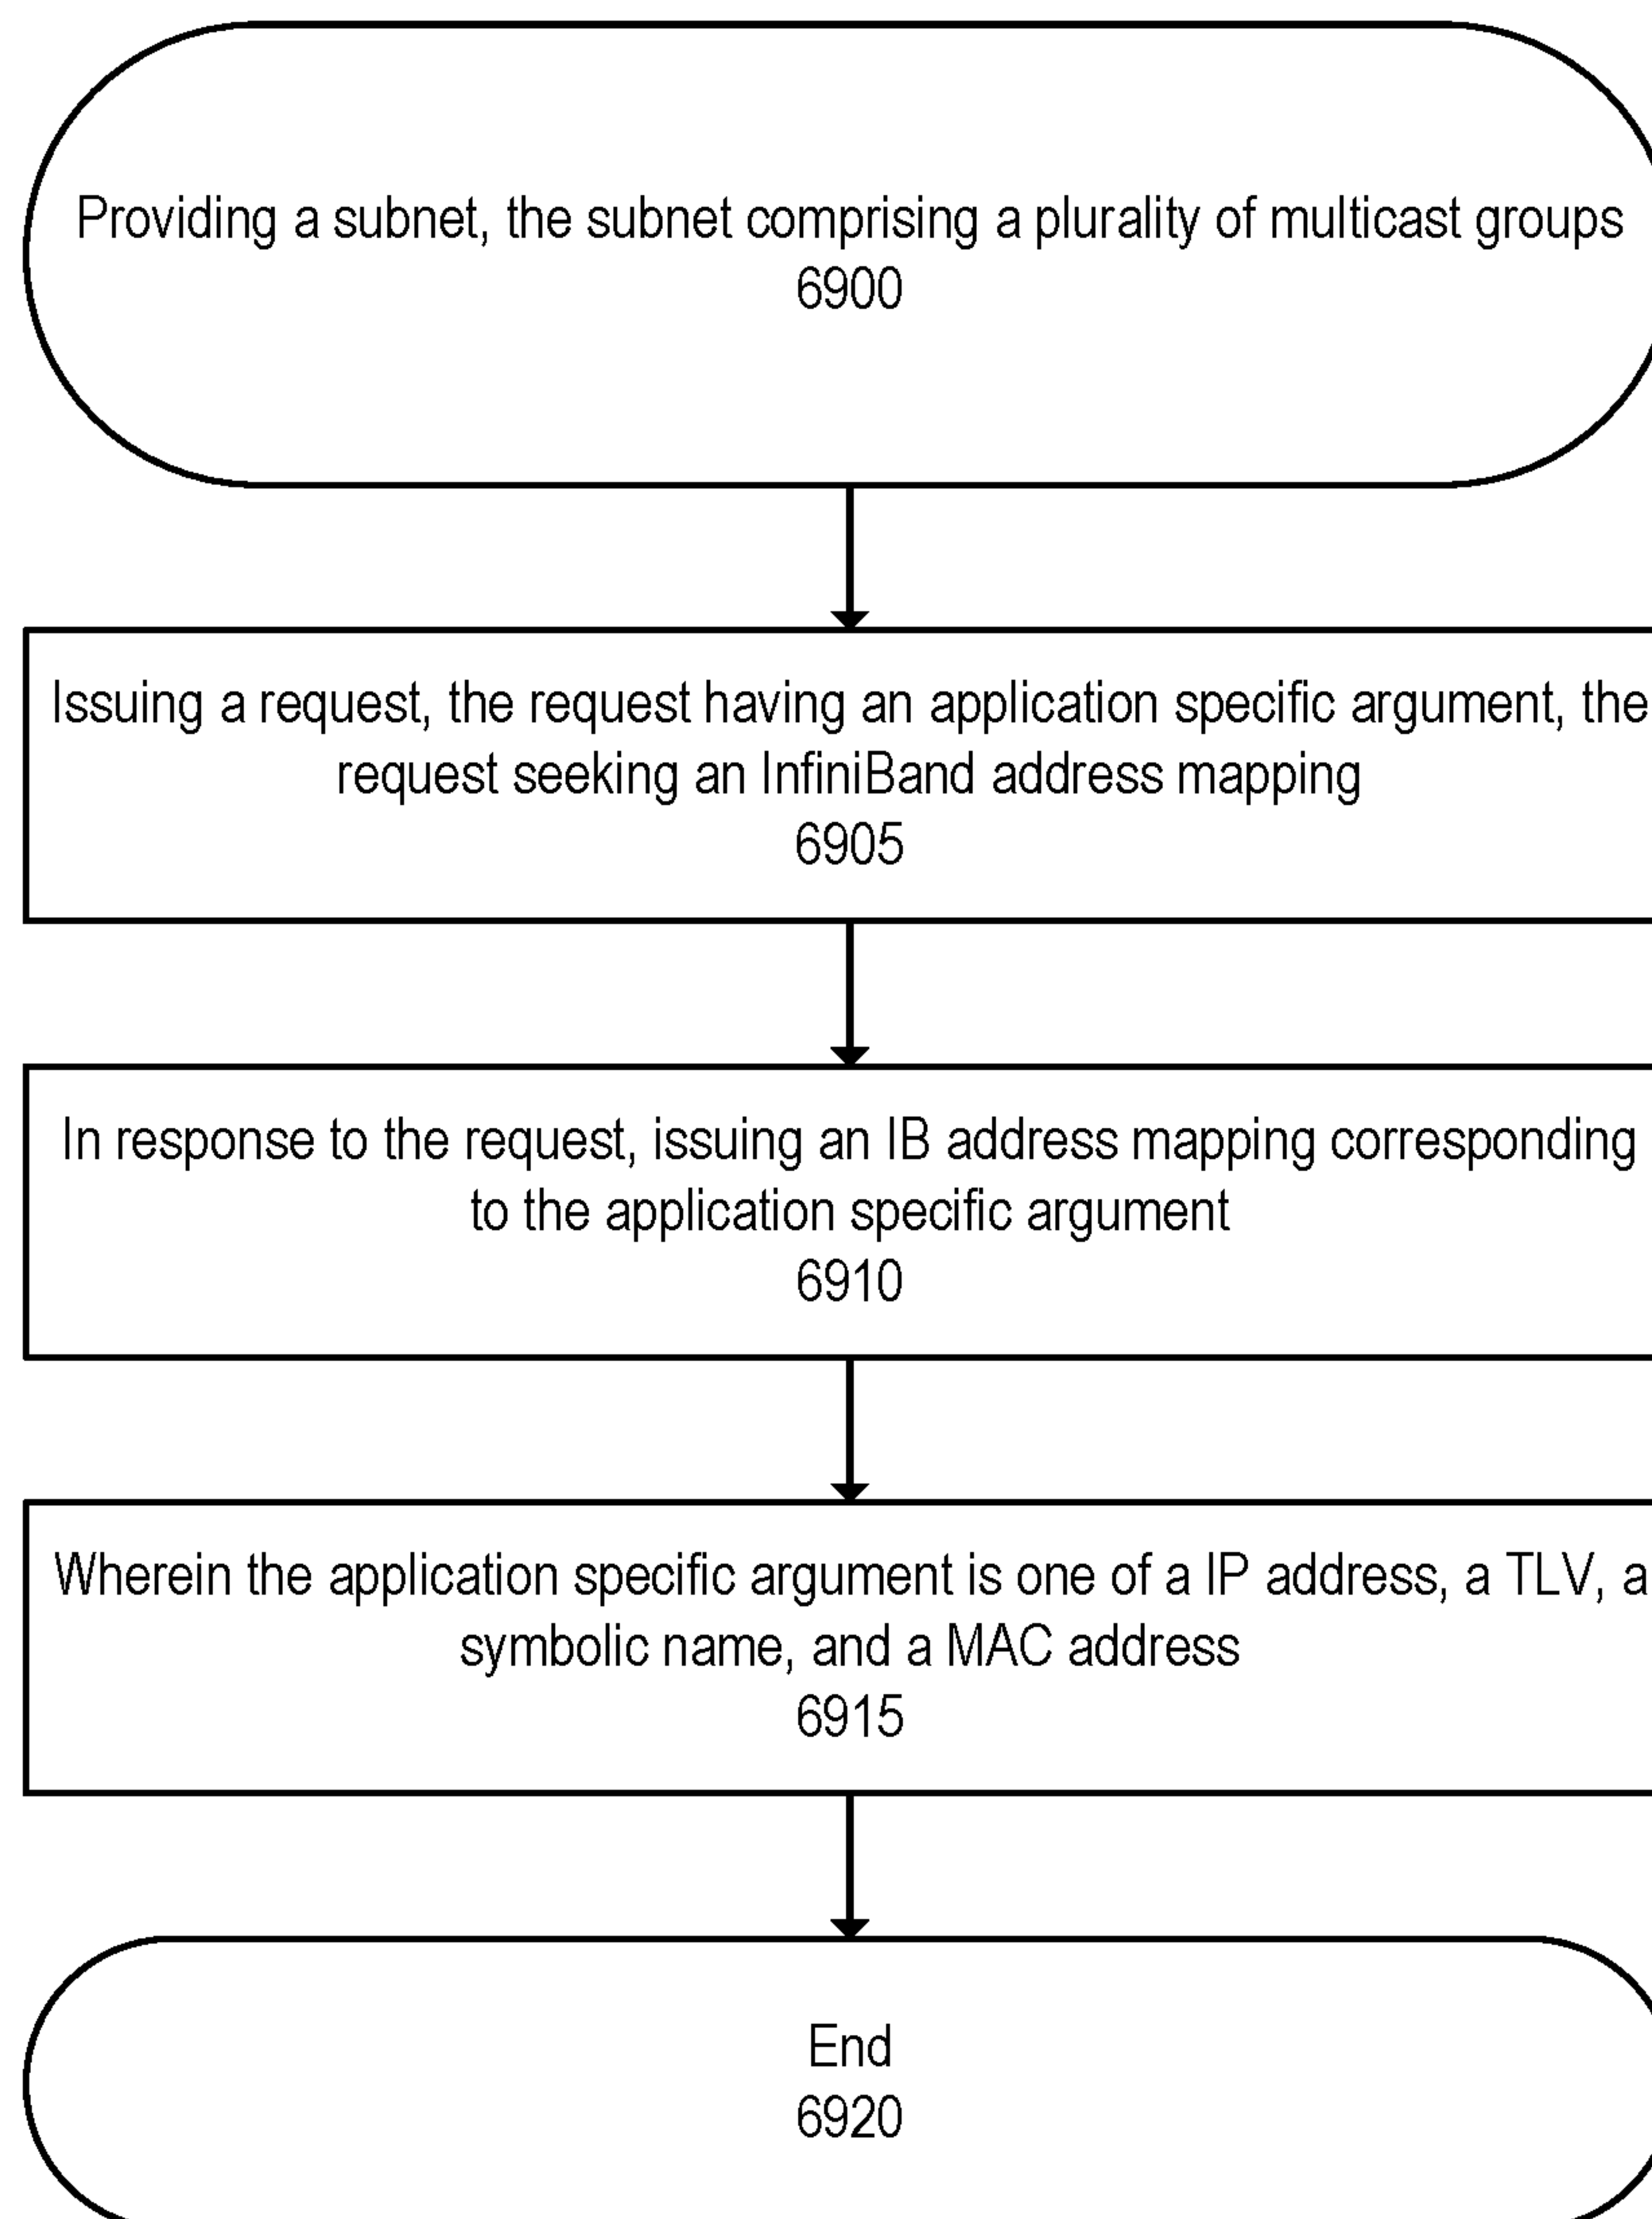 Providing a subnet, the subnet comprising a plurality of multicast groups
6900
Issuing a request, the request having an application specific argument, the
request seeking an InfiniBand address mapping
6905
In response to the request, issuing an IB address mapping corresponding
to the application specific argument
6910
Wherein the application specific argument is one of a IP address, a TLV, a
symbolic name, and a MAC address
6915
End
6920